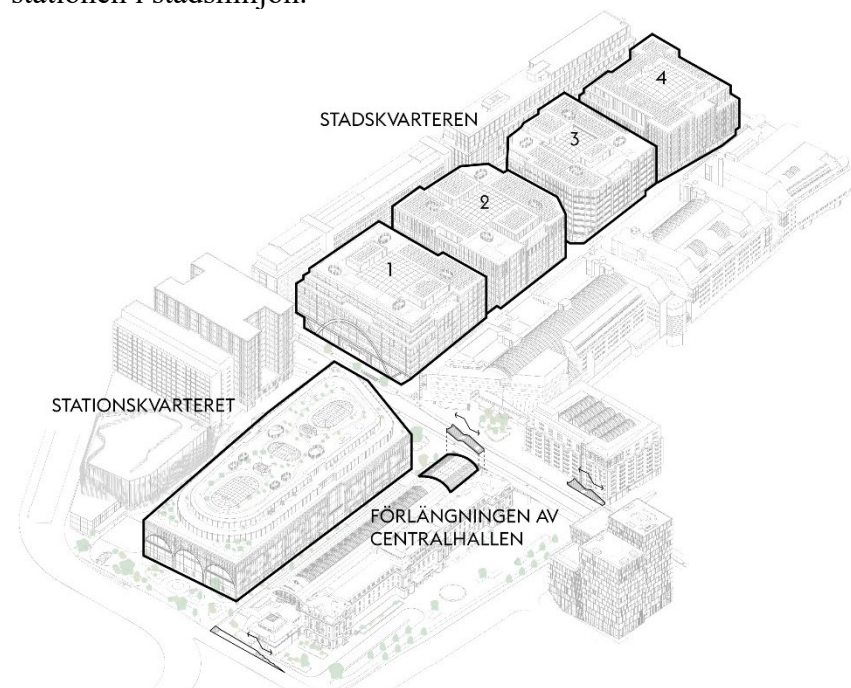 STADSKVARTEREN
4
3
2
1
STATIONSKVARTERET
FÖRLÄNGNINGEN AV
CENTRALHALLEN